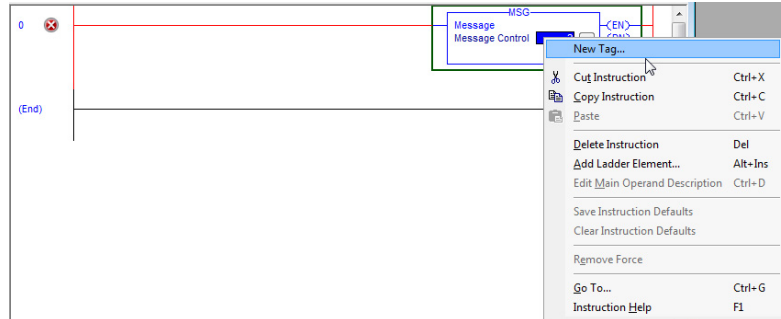 MSG
0
Message
(EN)
Message Control
?
(DN)
(End)
New Tag...
Cut Instruction Ctrl+X
Copy Instruction Ctrl+C
Paste Ctrl+V
Delete Instruction Del
Add Ladder Element... Alt+Ins
Edit Main Operand Description Ctrl+D
Save Instruction Defaults
Clear Instruction Defaults
Remove Force
Go To... Ctrl+G
Instruction Help F1